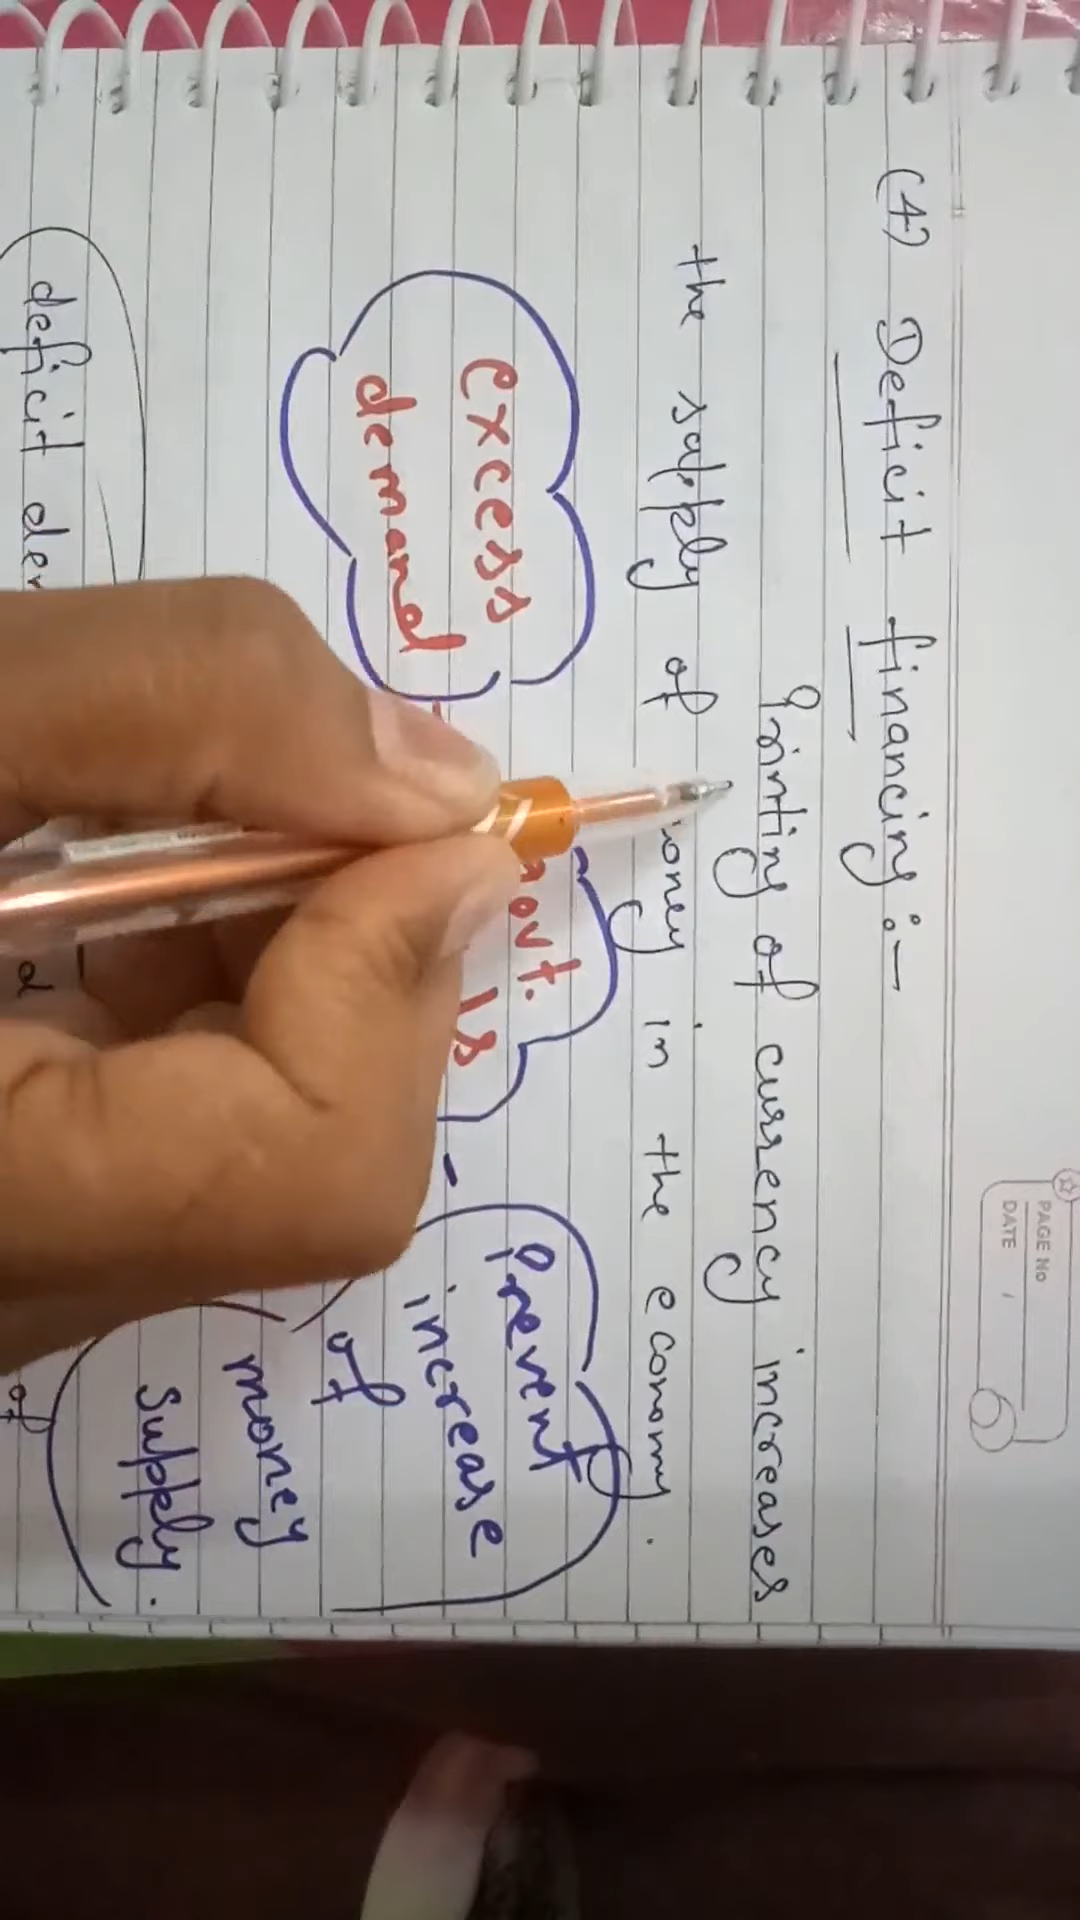 PAGE No
DATE /
(4) Deficit financing :-
Printing of currency increases
the supply of money in the economy.
excess
demand
Govt.
Prevent
increase
of
money
supply.
deficit
of